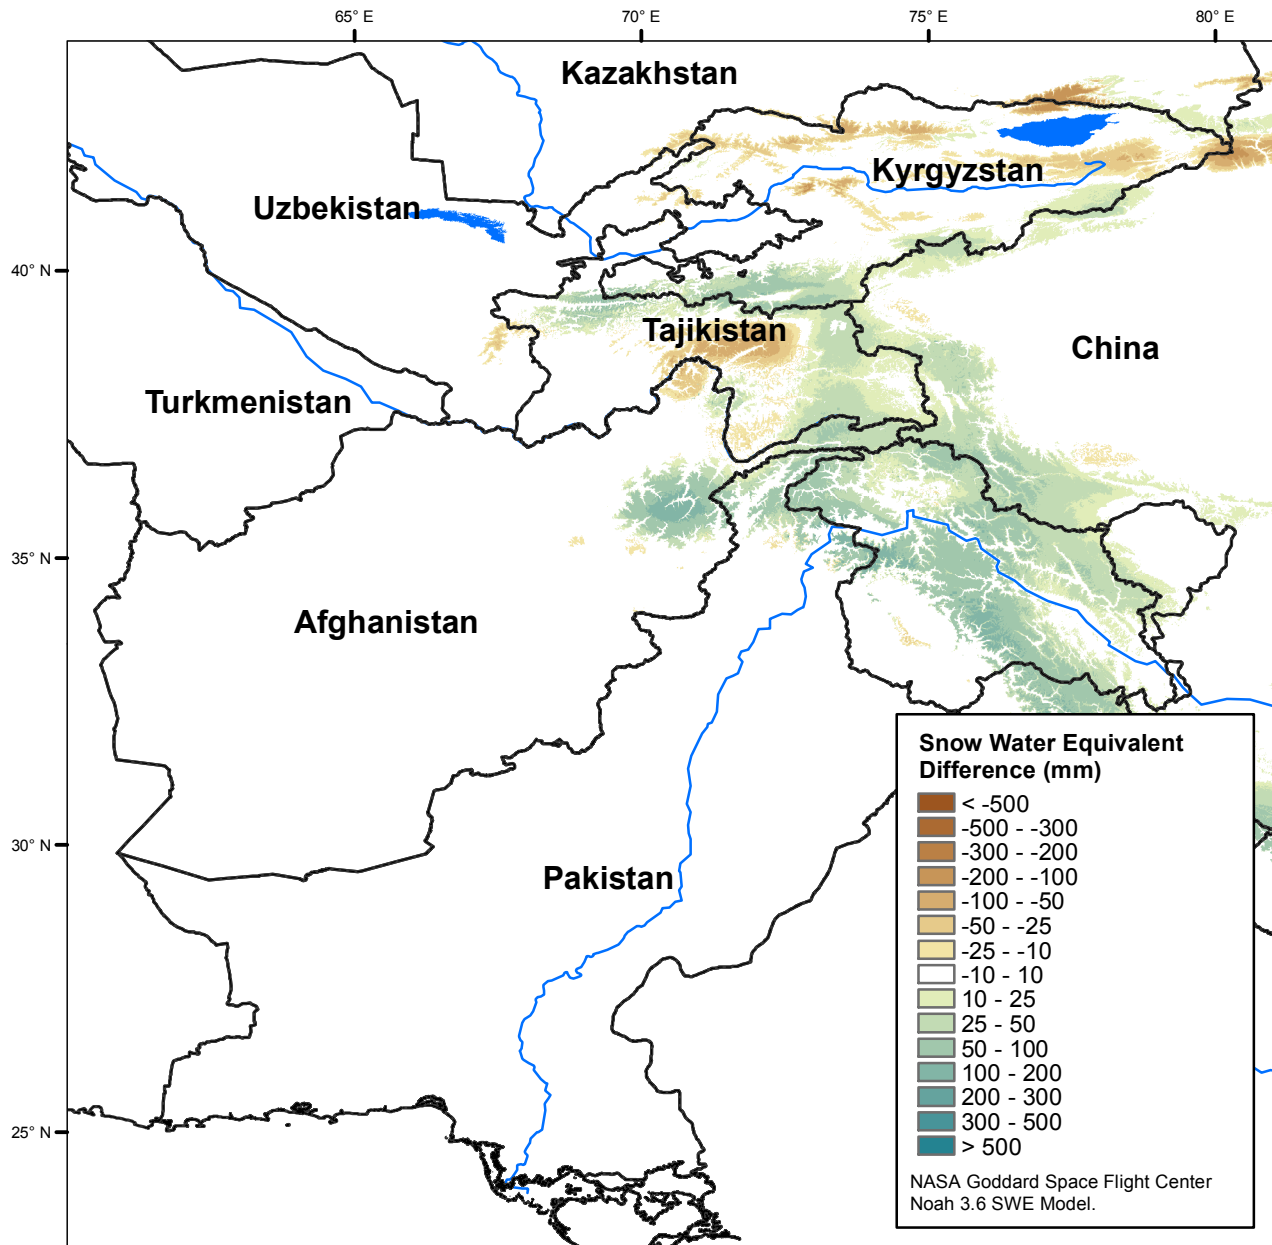 65° E 70° E 75° E 80° E
Kazakhstan
Kyrgyzstan
Uzbekistan
40° N
Tajikistan
China
Turkmenistan
35° N
Afghanistan
Snow Water Equivalent
Difference (mm)
< -500
-500 - -300
-300 - -200
-200 - -100
-100 - -50
-50 - -25
-25 - -10
-10 - 10
10 - 25
25 - 50
50 - 100
100 - 200
200 - 300
300 - 500
> 500
NASA Goddard Space Flight Center
Noah 3.6 SWE Model.
30° N
Pakistan
25° N